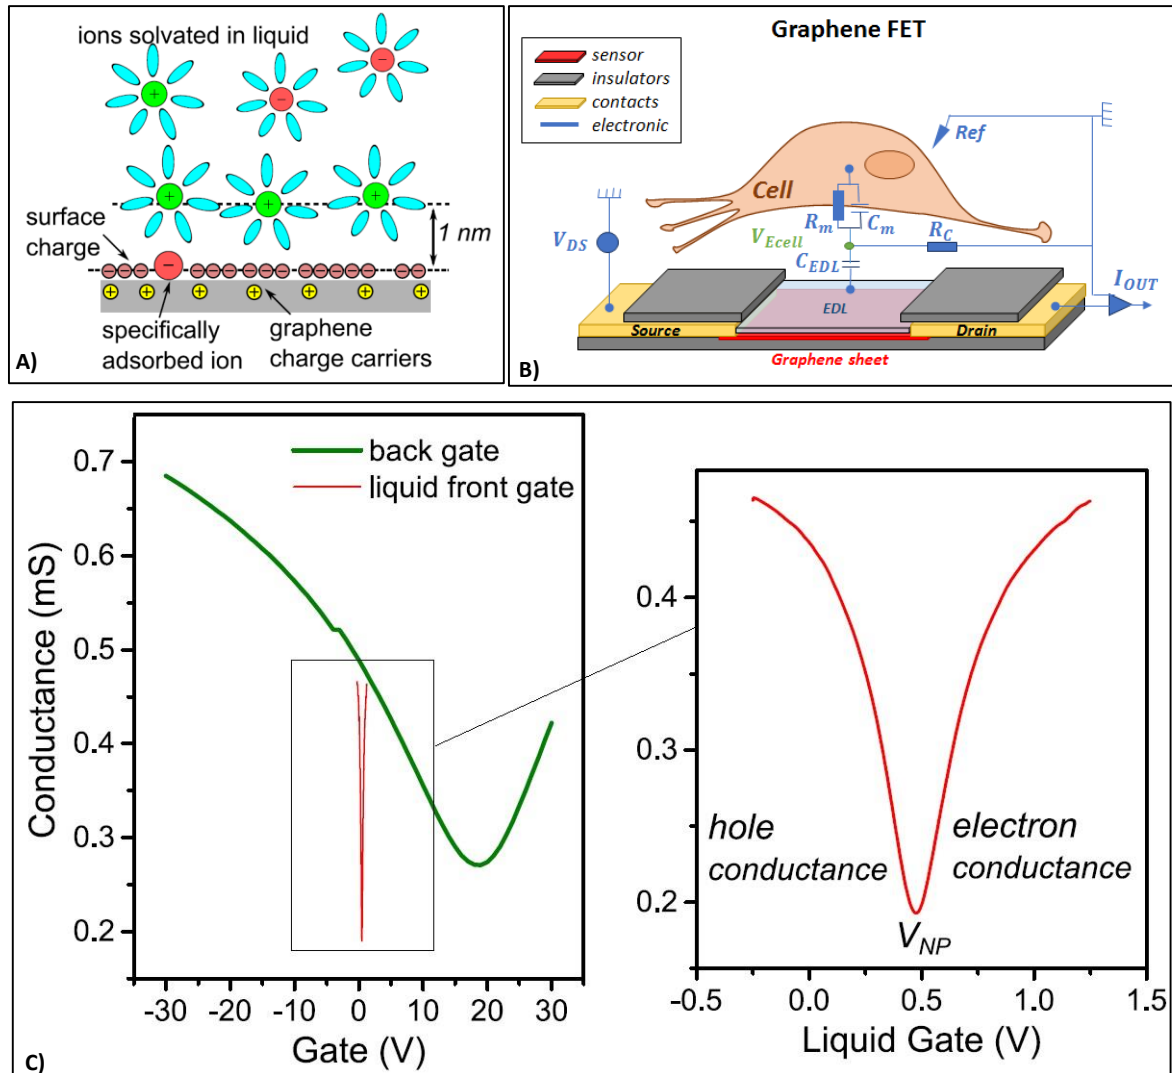 ions solvated in liquid
+
−
−
+
+
+
surface
charge
1 nm
− − − − − − − − − − − − − − − − − −
+ + + + + + +
specifically
adsorbed ion
graphene
charge carriers
A)
Graphene FET
sensor
insulators
contacts
electronic
Ref
Cell
R_m
C_m
V_DS
V_Ecell
R_C
C_EDL
I_OUT
EDL
Source
Drain
Graphene sheet
B)
back gate
liquid front gate
0.7
0.6
0.5
0.4
0.3
0.2
Conductance (mS)
-30 -20 -10 0 10 20 30
Gate (V)
0.4
0.3
0.2
hole
conductance
electron
conductance
V_NP
-0.5 0.0 0.5 1.0 1.5
Liquid Gate (V)
C)